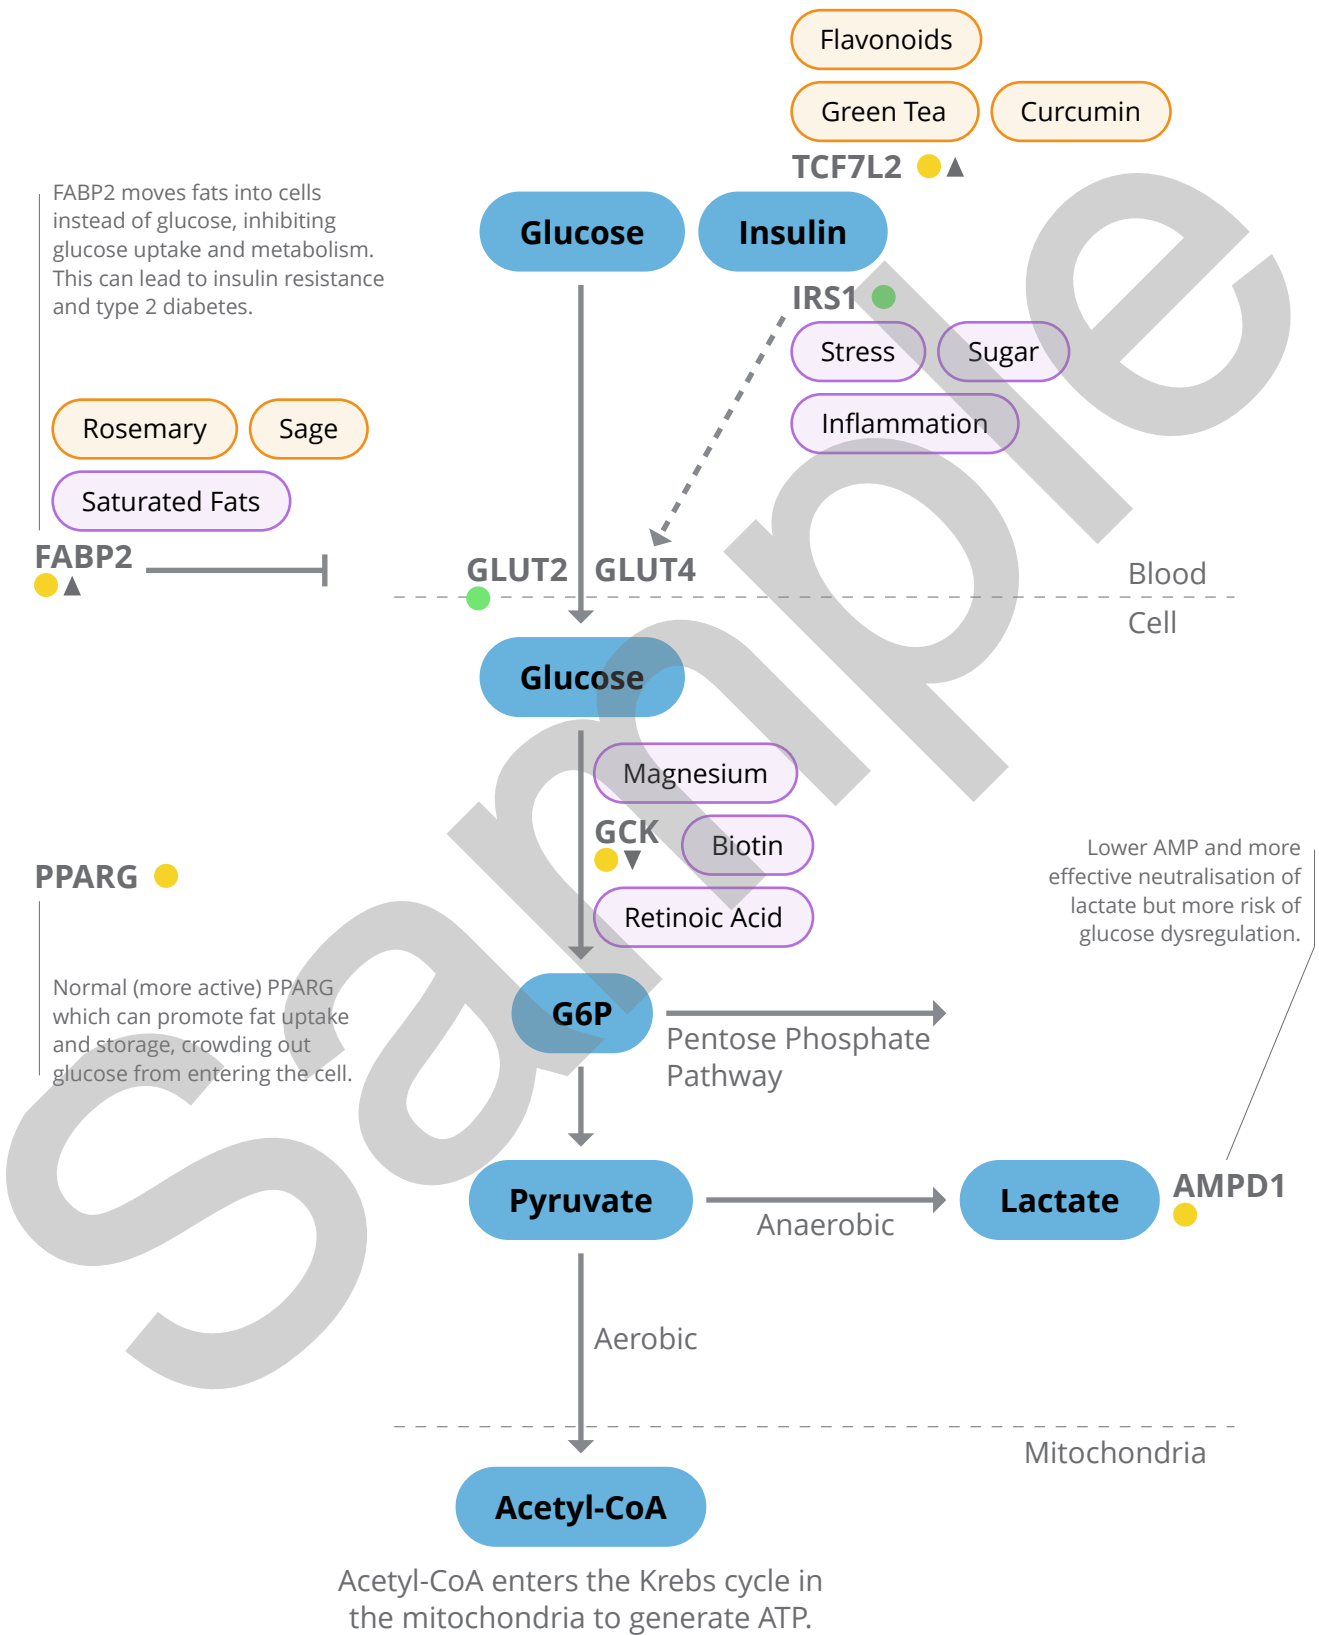 Flavonoids
Green Tea
Curcumin
TCF7L2
FABP2 moves fats into cells
instead of glucose, inhibiting
glucose uptake and metabolism.
This can lead to insulin resistance
and type 2 diabetes.
Glucose
Insulin
IRS1
Stress
Sugar
Inflammation
Rosemary
Sage
Saturated Fats
FABP2
GLUT2
GLUT4
Blood
Cell
Glucose
Magnesium
GCK
Biotin
Retinoic Acid
PPARG
Normal (more active) PPARG
which can promote fat uptake
and storage, crowding out
glucose from entering the cell.
Lower AMP and more
effective neutralisation of
lactate but more risk of
glucose dysregulation.
G6P
Pentose Phosphate
Pathway
Pyruvate
Anaerobic
Lactate
AMPD1
Aerobic
Mitochondria
Acetyl-CoA
Acetyl-CoA enters the Krebs cycle in
the mitochondria to generate ATP.
Sample